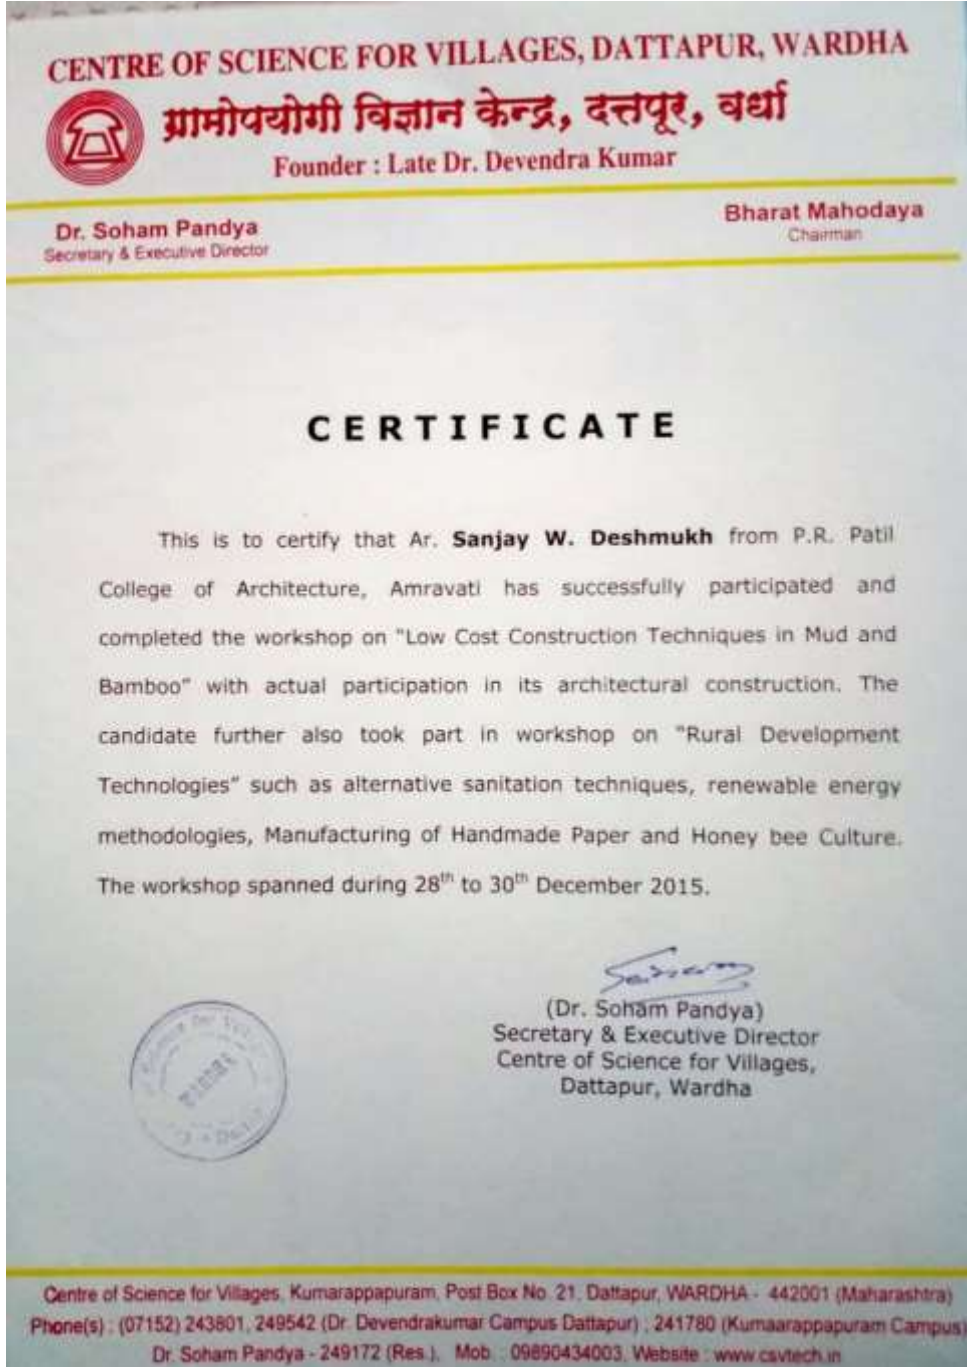 CENTRE OF SCIENCE FOR VILLAGES, DATTAPUR, WARDHA
ग्रामोपयोगी विज्ञान केन्द्र, दत्तपूर, वर्धा
Founder : Late Dr. Devendra Kumar
Dr. Soham Pandya
Secretary & Executive Director
Bharat Mahodaya
Chairman
CERTIFICATE
This is to certify that Ar. Sanjay W. Deshmukh from P.R. Patil
College of Architecture, Amravati has successfully participated and
completed the workshop on "Low Cost Construction Techniques in Mud and
Bamboo" with actual participation in its architectural construction. The
candidate further also took part in workshop on "Rural Development
Technologies" such as alternative sanitation techniques, renewable energy
methodologies, Manufacturing of Handmade Paper and Honey bee Culture.
The workshop spanned during 28th to 30th December 2015.
(Dr. Soham Pandya)
Secretary & Executive Director
Centre of Science for Villages,
Dattapur, Wardha
Science for
Centre of Science for Villages, Kumarappapuram, Post Box No. 21, Dattapur, WARDHA - 442001 (Maharashtra)
Phone(s) : (07152) 243801, 249542 (Dr. Devendrakumar Campus Dattapur) ; 241780 (Kumaarappapuram Campus)
Dr. Soham Pandya - 249172 (Res.), Mob. : 09890434003, Website : www.csvtech.in